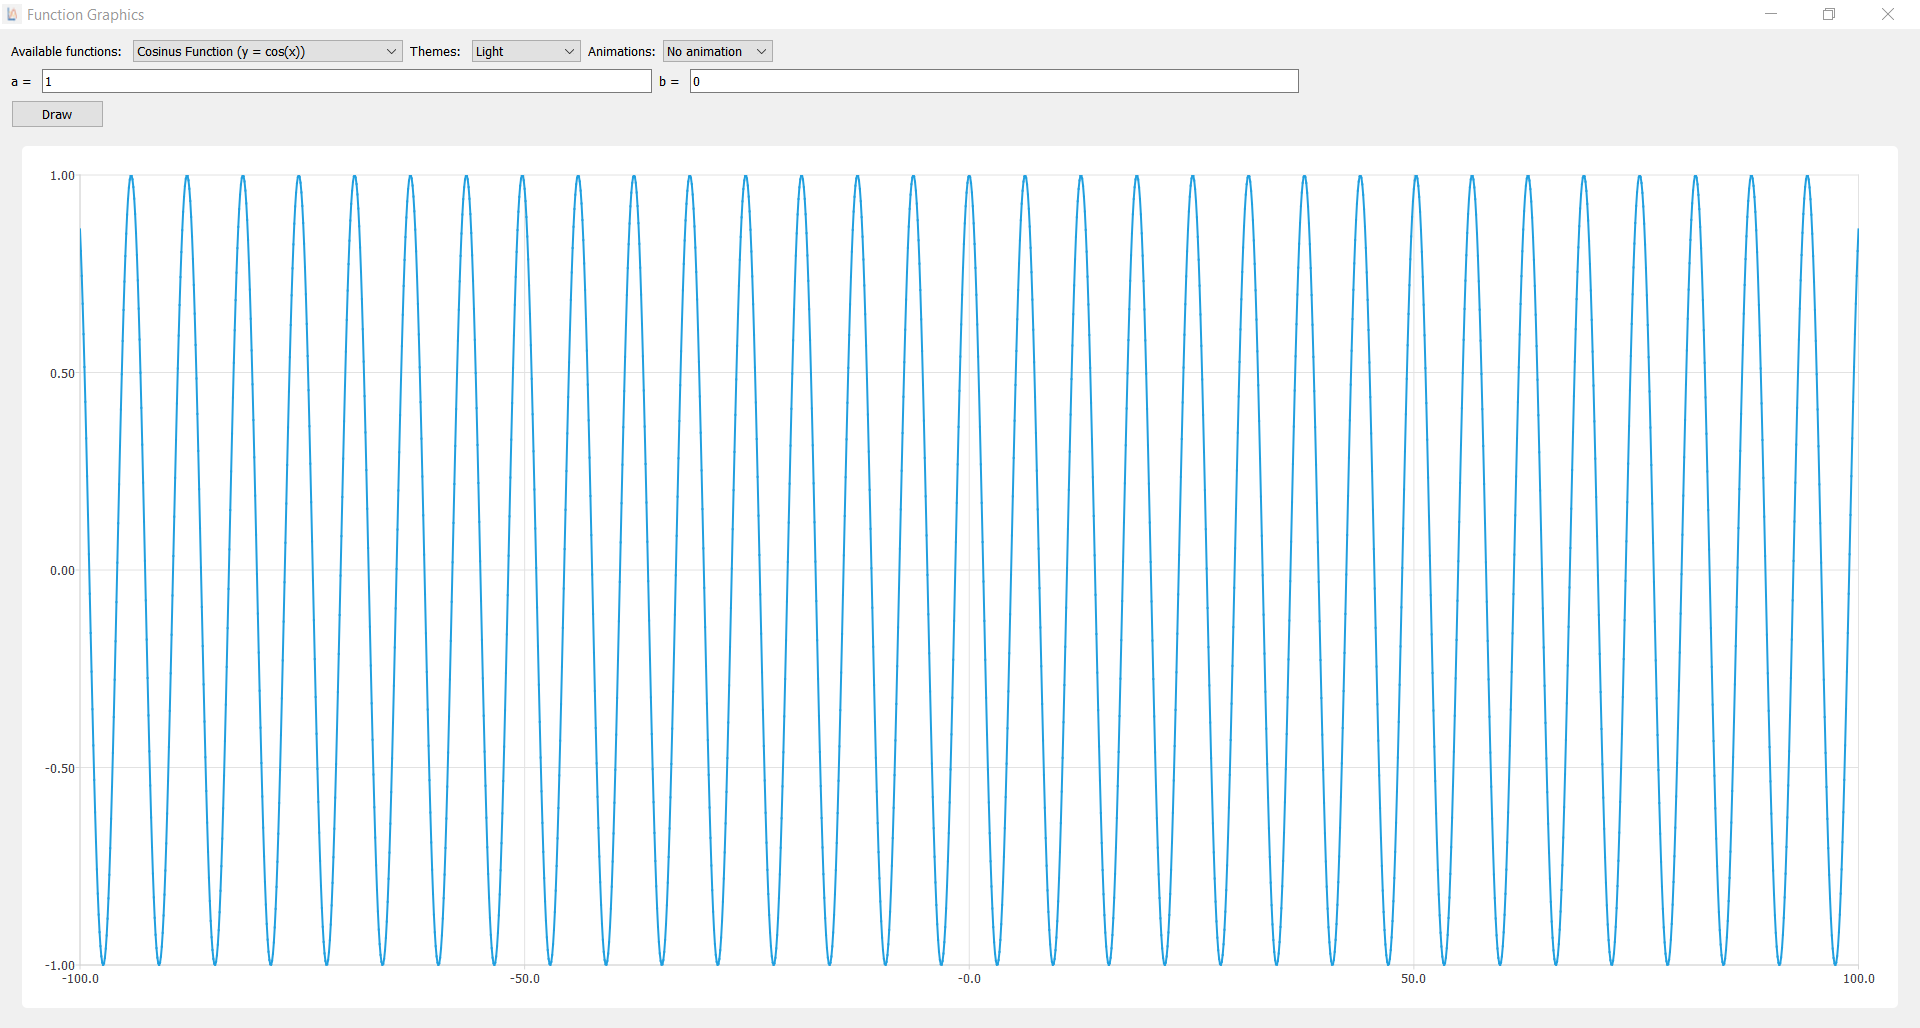 Function Graphics
Available functions: Cosinus Function (y = cos(x)) Themes: Light Animations: No animation
a = 1 b = 0
Draw
1.00
0.50
0.00
-0.50
-1.00
-100.0 -50.0 -0.0 50.0 100.0